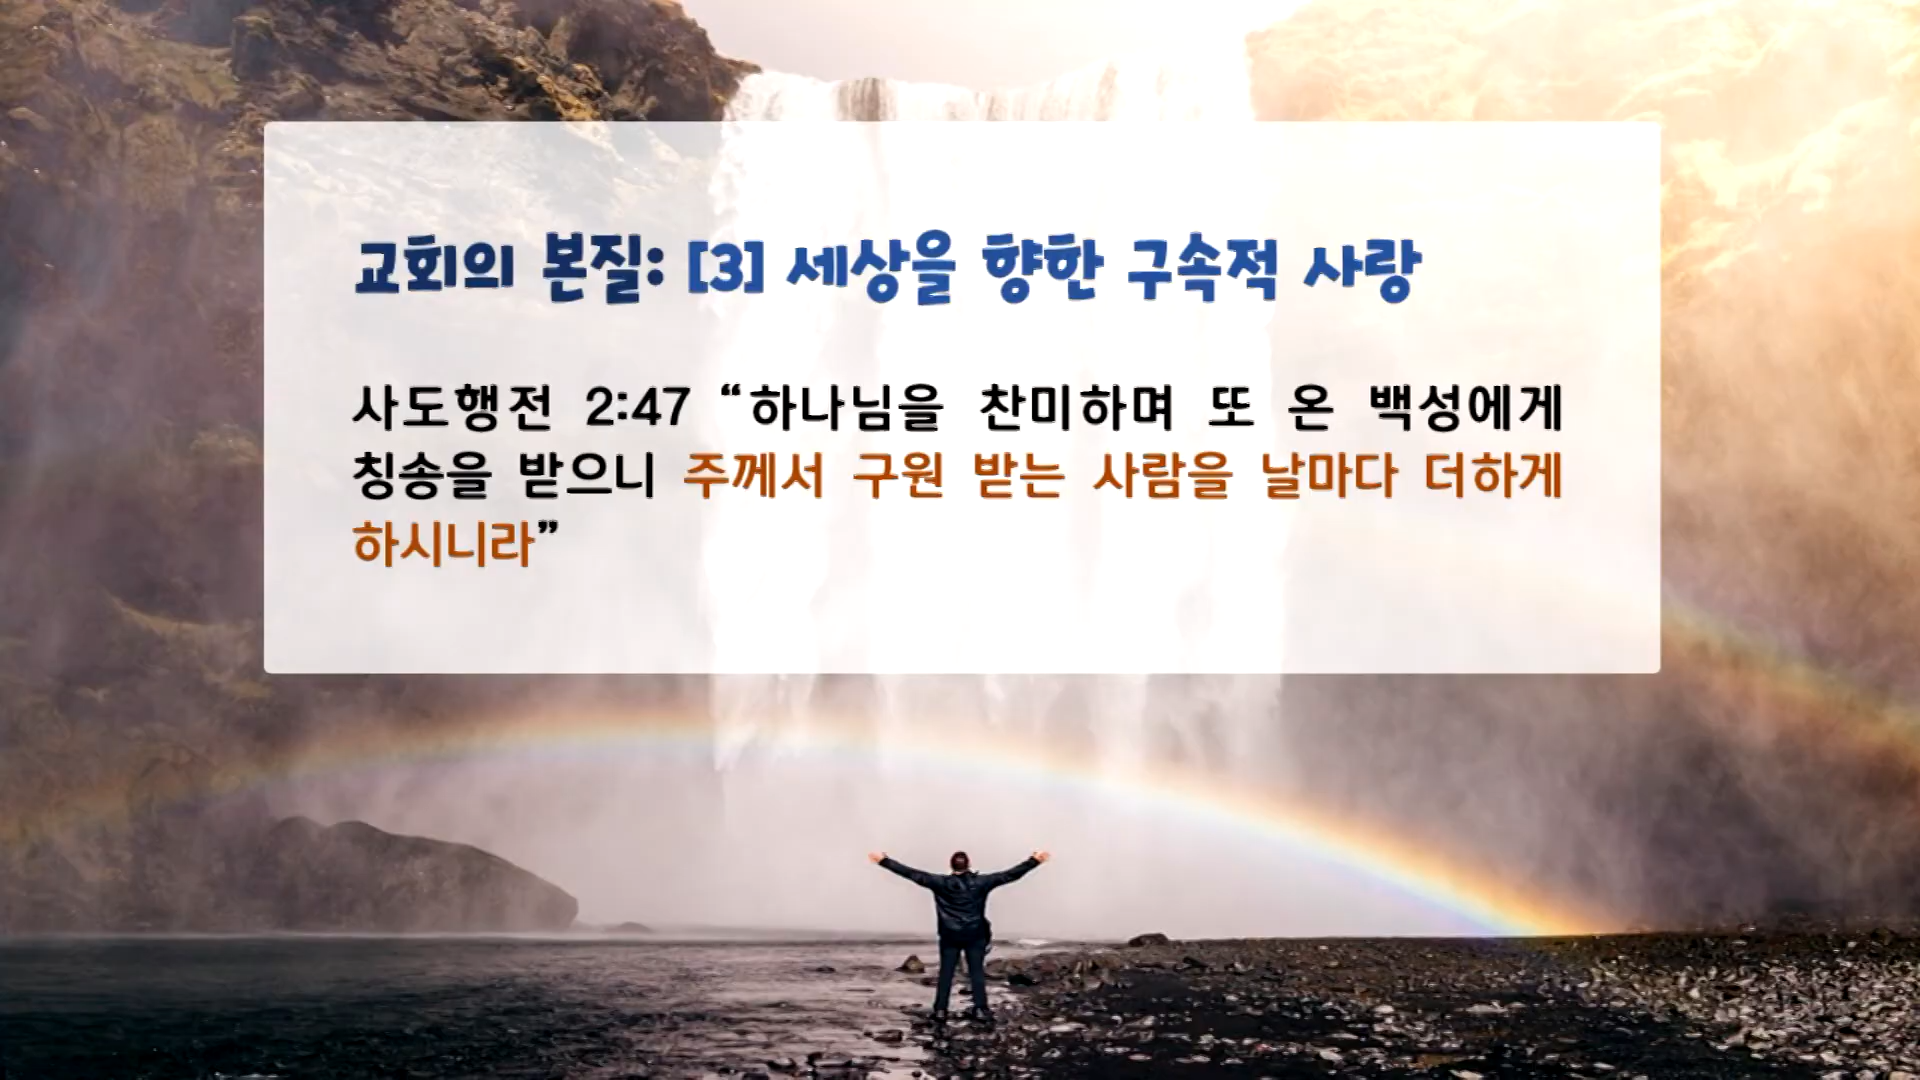 교회의 본질: [3] 세상을 향한 구속적 사랑
사도행전 2:47 “하나님을 찬미하며 또 온 백성에게
칭송을 받으니 주께서 구원 받는 사람을 날마다 더하게
하시니라”